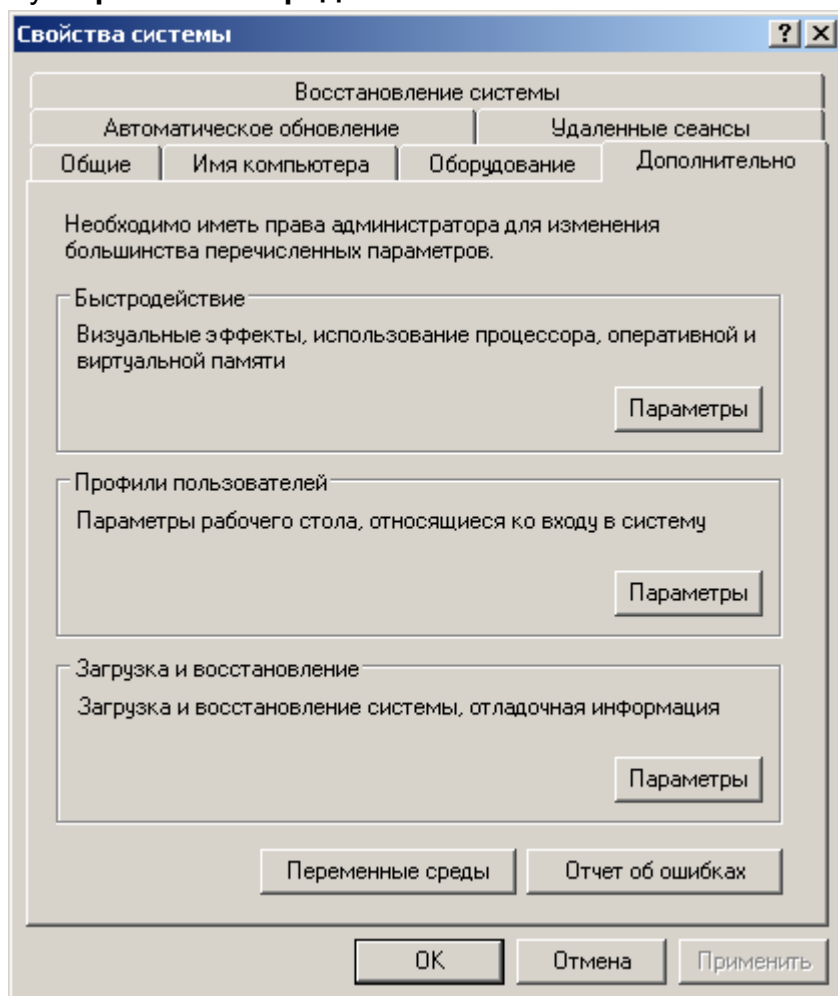 Свойства системы
Восстановление системы
Автоматическое обновление Удаленные сеансы
Общие Имя компьютера Оборудование Дополнительно
Необходимо иметь права администратора для изменения
большинства перечисленных параметров.
Быстродействие
Визуальные эффекты, использование процессора, оперативной и
виртуальной памяти
Параметры
Профили пользователей
Параметры рабочего стола, относящиеся ко входу в систему
Параметры
Загрузка и восстановление
Загрузка и восстановление системы, отладочная информация
Параметры
Переменные среды Отчет об ошибках
ОК Отмена Применить